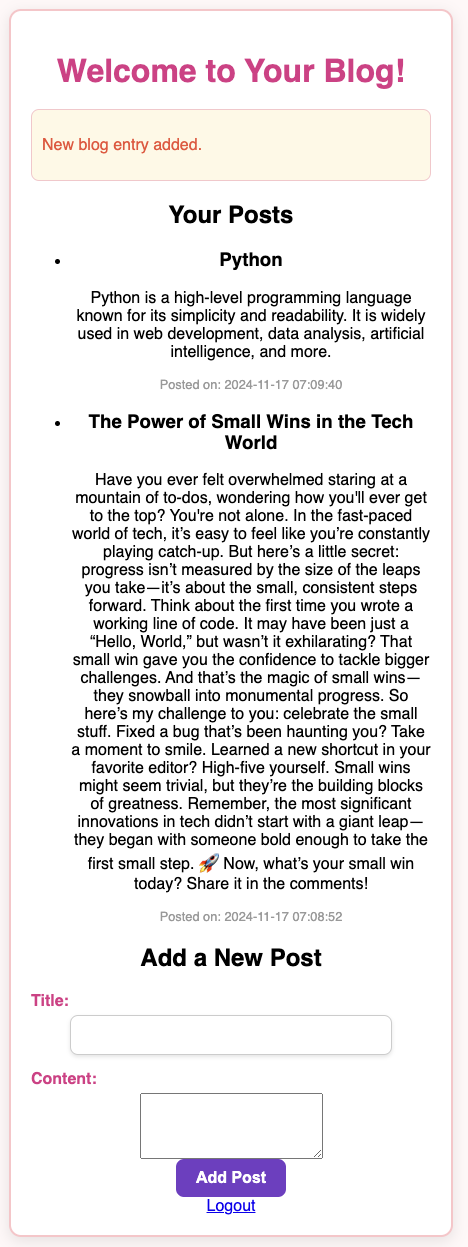 Welcome to Your Blog!
New blog entry added.
Your Posts
• Python
Python is a high-level programming language
known for its simplicity and readability. It is widely
used in web development, data analysis, artificial
intelligence, and more.
Posted on: 2024-11-17 07:09:40
• The Power of Small Wins in the Tech
World
Have you ever felt overwhelmed staring at a
mountain of to-dos, wondering how you'll ever get
to the top? You're not alone. In the fast-paced
world of tech, it’s easy to feel like you’re constantly
playing catch-up. But here’s a little secret:
progress isn’t measured by the size of the leaps
you take—it’s about the small, consistent steps
forward. Think about the first time you wrote a
working line of code. It may have been just a
“Hello, World,” but wasn’t it exhilarating? That
small win gave you the confidence to tackle bigger
challenges. And that’s the magic of small wins—
they snowball into monumental progress. So
here’s my challenge to you: celebrate the small
stuff. Fixed a bug that’s been haunting you? Take
a moment to smile. Learned a new shortcut in your
favorite editor? High-five yourself. Small wins
might seem trivial, but they’re the building blocks
of greatness. Remember, the most significant
innovations in tech didn’t start with a giant leap—
they began with someone bold enough to take the
first small step. 🚀 Now, what’s your small win
today? Share it in the comments!
Posted on: 2024-11-17 07:08:52
Add a New Post
Title:
Content:
Add Post
Logout